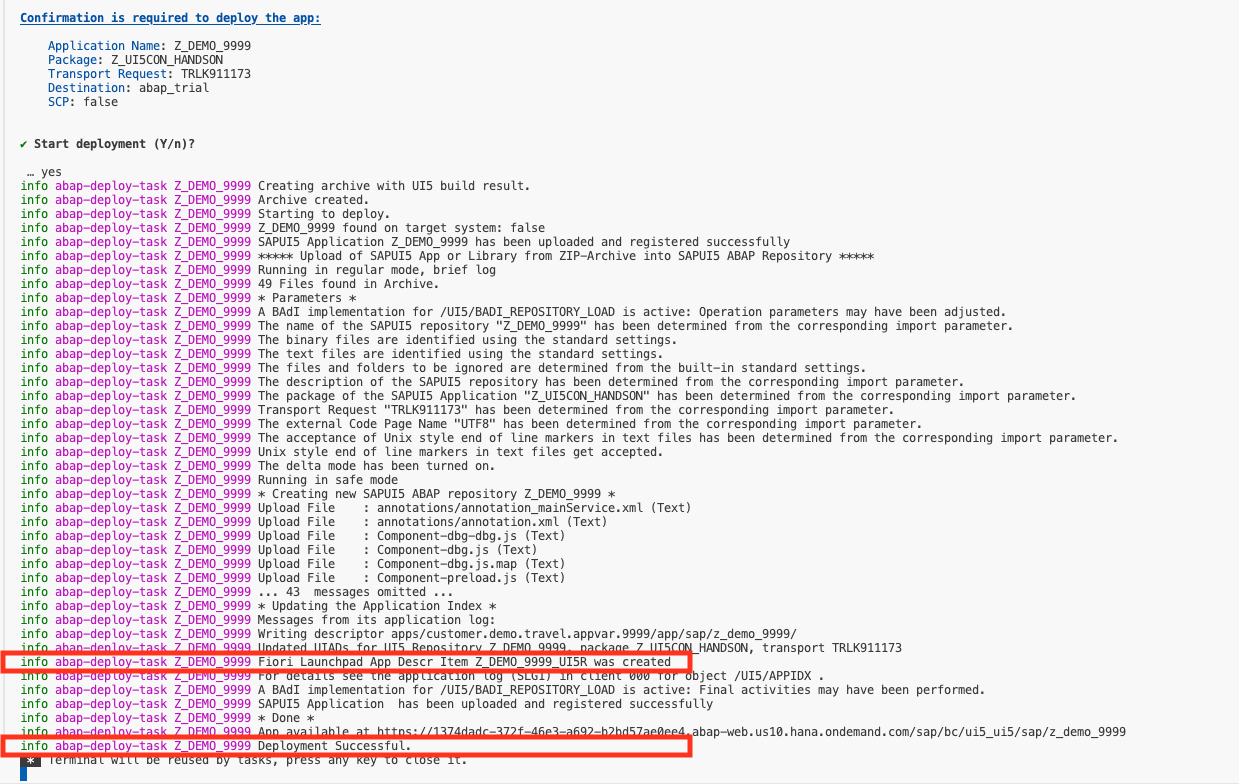 Confirmation is required to deploy the app:
Application Name: Z_DEMO_9999
Package: Z_UI5CON_HANDSON
Transport Request: TRLK911173
Destination: abap_trial
SCP: false
✔ Start deployment (Y/n)?
… yes
info abap-deploy-task Z_DEMO_9999 Creating archive with UI5 build result.
info abap-deploy-task Z_DEMO_9999 Archive created.
info abap-deploy-task Z_DEMO_9999 Starting to deploy.
info abap-deploy-task Z_DEMO_9999 Z_DEMO_9999 found on target system: false
info abap-deploy-task Z_DEMO_9999 SAPUI5 Application Z_DEMO_9999 has been uploaded and registered successfully
info abap-deploy-task Z_DEMO_9999 ***** Upload of SAPUI5 App or Library from ZIP-Archive into SAPUI5 ABAP Repository *****
info abap-deploy-task Z_DEMO_9999 Running in regular mode, brief log
info abap-deploy-task Z_DEMO_9999 49 Files found in Archive.
info abap-deploy-task Z_DEMO_9999 * Parameters *
info abap-deploy-task Z_DEMO_9999 A BAdI implementation for /UI5/BADI_REPOSITORY_LOAD is active: Operation parameters may have been adjusted.
info abap-deploy-task Z_DEMO_9999 The name of the SAPUI5 repository "Z_DEMO_9999" has been determined from the corresponding import parameter.
info abap-deploy-task Z_DEMO_9999 The binary files are identified using the standard settings.
info abap-deploy-task Z_DEMO_9999 The text files are identified using the standard settings.
info abap-deploy-task Z_DEMO_9999 The files and folders to be ignored are determined from the built-in standard settings.
info abap-deploy-task Z_DEMO_9999 The description of the SAPUI5 repository has been determined from the corresponding import parameter.
info abap-deploy-task Z_DEMO_9999 The package of the SAPUI5 Application "Z_UI5CON_HANDSON" has been determined from the corresponding import parameter.
info abap-deploy-task Z_DEMO_9999 Transport Request "TRLK911173" has been determined from the corresponding import parameter.
info abap-deploy-task Z_DEMO_9999 The external Code Page Name "UTF8" has been determined from the corresponding import parameter.
info abap-deploy-task Z_DEMO_9999 The acceptance of Unix style end of line markers in text files has been determined from the corresponding import parameter.
info abap-deploy-task Z_DEMO_9999 Unix style end of line markers in text files get accepted.
info abap-deploy-task Z_DEMO_9999 The delta mode has been turned on.
info abap-deploy-task Z_DEMO_9999 Running in safe mode
info abap-deploy-task Z_DEMO_9999 * Creating new SAPUI5 ABAP repository Z_DEMO_9999 *
info abap-deploy-task Z_DEMO_9999 Upload File    : annotations/annotation_mainService.xml (Text)
info abap-deploy-task Z_DEMO_9999 Upload File    : annotations/annotation.xml (Text)
info abap-deploy-task Z_DEMO_9999 Upload File    : Component-dbg-dbg.js (Text)
info abap-deploy-task Z_DEMO_9999 Upload File    : Component-dbg.js (Text)
info abap-deploy-task Z_DEMO_9999 Upload File    : Component-dbg.js.map (Text)
info abap-deploy-task Z_DEMO_9999 Upload File    : Component-preload.js (Text)
info abap-deploy-task Z_DEMO_9999 ... 43  messages omitted ...
info abap-deploy-task Z_DEMO_9999 * Updating the Application Index *
info abap-deploy-task Z_DEMO_9999 Messages from its application log:
info abap-deploy-task Z_DEMO_9999 Writing descriptor apps/customer.demo.travel.appvar.9999/app/sap/z_demo_9999/
info abap-deploy-task Z_DEMO_9999 Updated UIADs for UI5 Repository Z_DEMO_9999, package Z_UI5CON_HANDSON, transport TRLK911173
info abap-deploy-task Z_DEMO_9999 Fiori Launchpad App Descr Item Z_DEMO_9999_UI5R was created
info abap-deploy-task Z_DEMO_9999 For details see the application log (SLG1) in client 000 for object /UI5/APPIDX .
info abap-deploy-task Z_DEMO_9999 A BAdI implementation for /UI5/BADI_REPOSITORY_LOAD is active: Final activities may have been performed.
info abap-deploy-task Z_DEMO_9999 SAPUI5 Application  has been uploaded and registered successfully
info abap-deploy-task Z_DEMO_9999 * Done *
info abap-deploy-task Z_DEMO_9999 App available at https://1374dadc-372f-46e3-a692-b2bd57ae0ee4.abap-web.us10.hana.ondemand.com/sap/bc/ui5_ui5/sap/z_demo_9999
info abap-deploy-task Z_DEMO_9999 Deployment Successful.
* Terminal will be reused by tasks, press any key to close it.